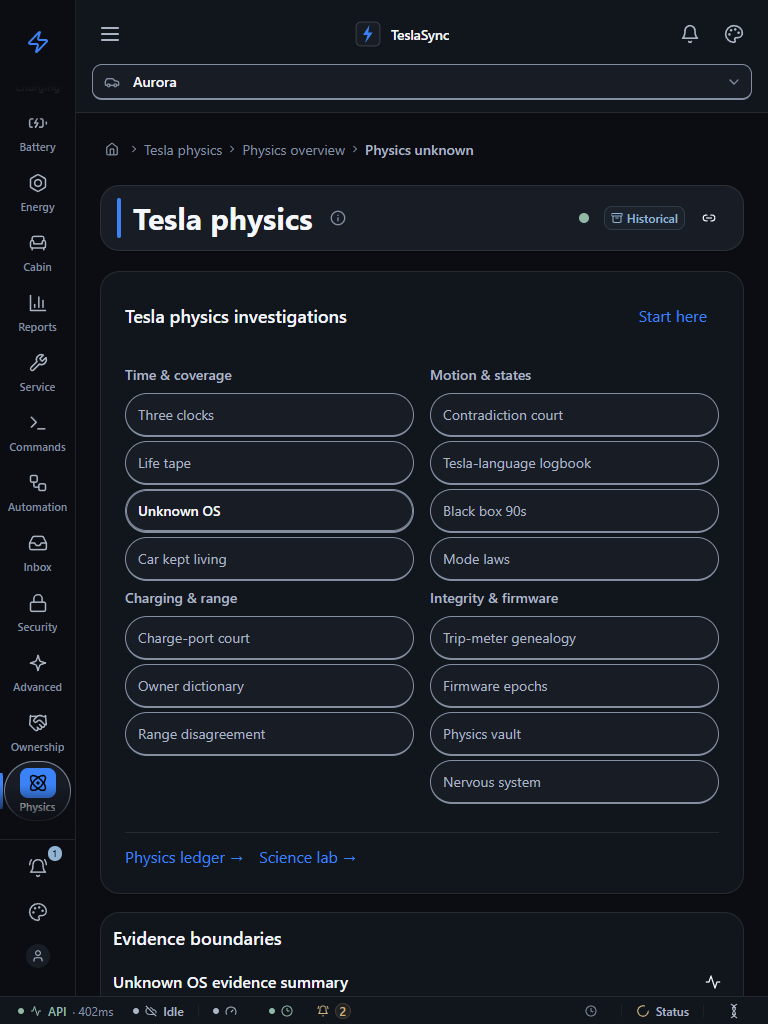 TeslaSync
Aurora
Charging
Battery
Energy
Cabin
Reports
Service
Commands
Automation
Inbox
Security
Advanced
Ownership
Physics
1
Tesla physics > Physics overview > Physics unknown
Tesla physics
Historical
Tesla physics investigations
Start here
Time & coverage
Three clocks
Life tape
Unknown OS
Car kept living
Motion & states
Contradiction court
Tesla-language logbook
Black box 90s
Mode laws
Charging & range
Charge-port court
Owner dictionary
Range disagreement
Integrity & firmware
Trip-meter genealogy
Firmware epochs
Physics vault
Nervous system
Physics ledger → Science lab →
Evidence boundaries
Unknown OS evidence summary
API · 402ms Idle 2 Status